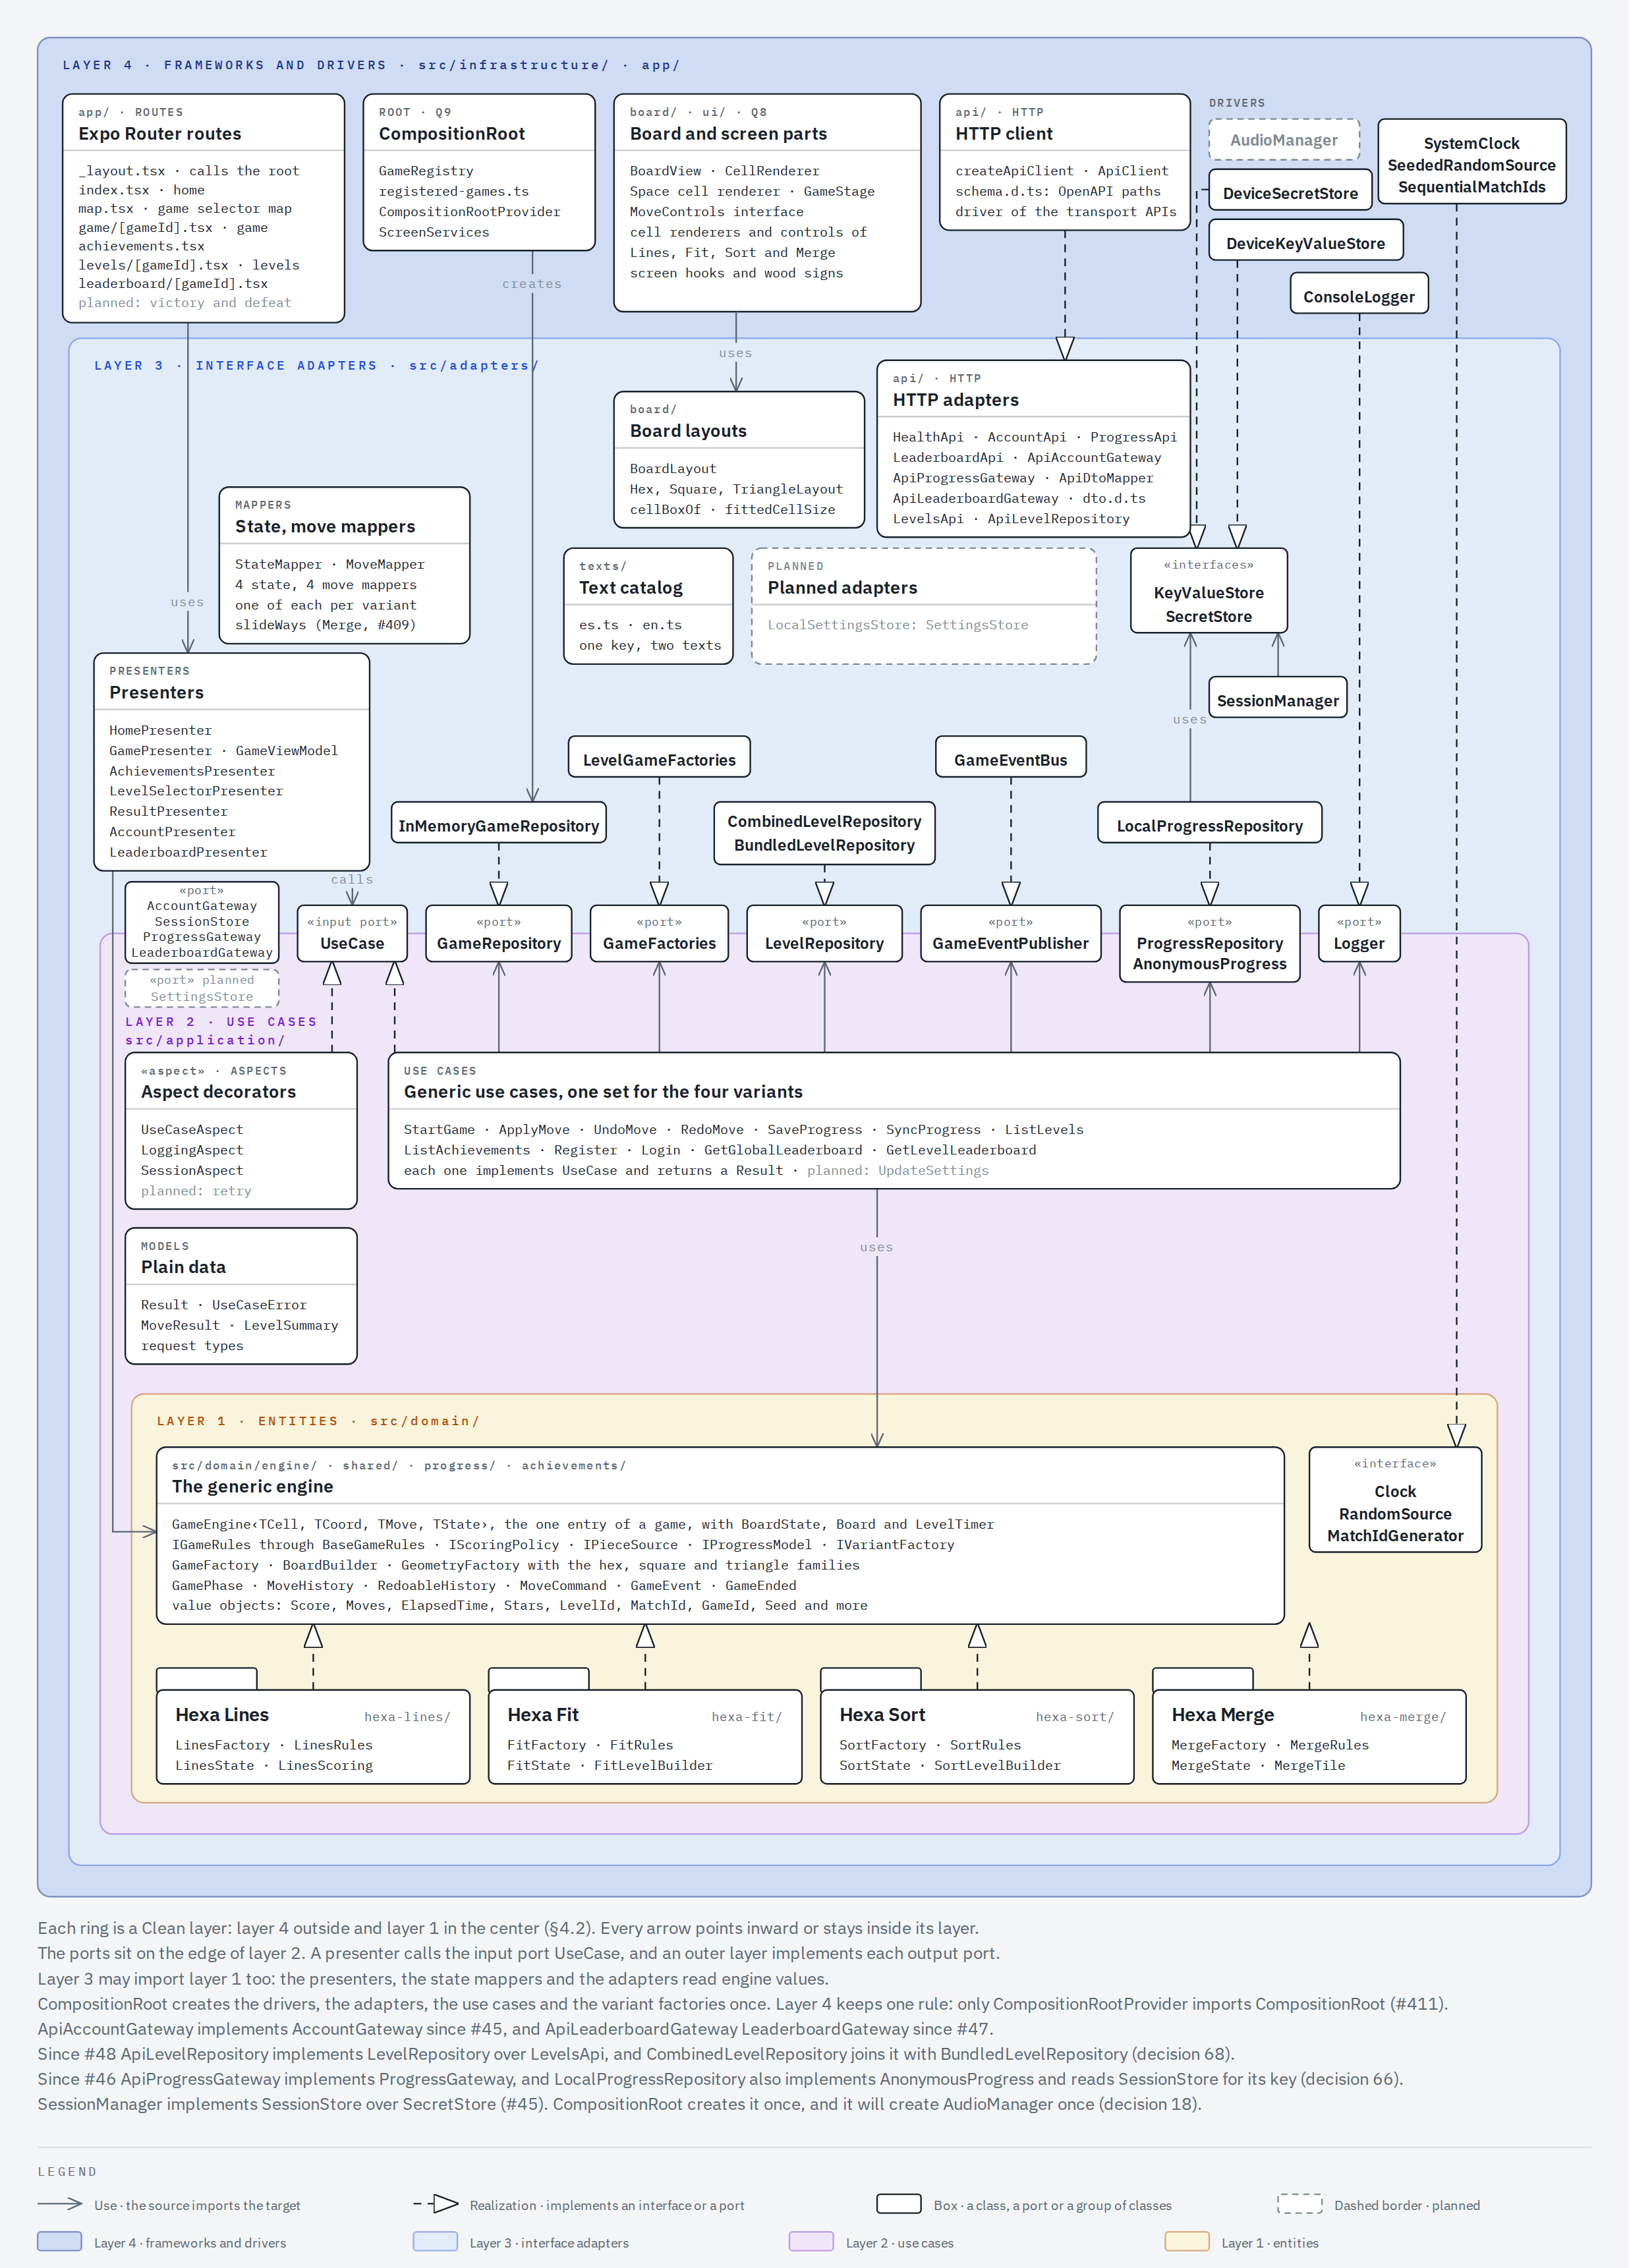 LAYER 4 · FRAMEWORKS AND DRIVERS · src/infrastructure/ · app/
app/ · ROUTES
Expo Router routes
_layout.tsx · calls the root
index.tsx · home
map.tsx · game selector map
game/[gameId].tsx · game
achievements.tsx
levels/[gameId].tsx · levels
leaderboard/[gameId].tsx
planned: victory and defeat
ROOT · Q9
CompositionRoot
GameRegistry
registered-games.ts
CompositionRootProvider
ScreenServices
board/ · ui/ · Q8
Board and screen parts
BoardView · CellRenderer
Space cell renderer · GameStage
MoveControls interface
cell renderers and controls of
Lines, Fit, Sort and Merge
screen hooks and wood signs
api/ · HTTP
HTTP client
createApiClient · ApiClient
schema.d.ts: OpenAPI paths
driver of the transport APIs
DRIVERS
AudioManager
SystemClock
SeededRandomSource
SequentialMatchIds
DeviceSecretStore
DeviceKeyValueStore
ConsoleLogger
creates
uses
LAYER 3 · INTERFACE ADAPTERS · src/adapters/
board/
Board layouts
BoardLayout
Hex, Square, TriangleLayout
cellBoxOf · fittedCellSize
api/ · HTTP
HTTP adapters
HealthApi · AccountApi · ProgressApi
LeaderboardApi · ApiAccountGateway
ApiProgressGateway · ApiDtoMapper
ApiLeaderboardGateway · dto.d.ts
LevelsApi · ApiLevelRepository
MAPPERS
State, move mappers
StateMapper · MoveMapper
4 state, 4 move mappers
one of each per variant
slideWays (Merge, #409)
uses
texts/
Text catalog
es.ts · en.ts
one key, two texts
PLANNED
Planned adapters
LocalSettingsStore: SettingsStore
«interfaces»
KeyValueStore
SecretStore
SessionManager
uses
PRESENTERS
Presenters
HomePresenter
GamePresenter · GameViewModel
AchievementsPresenter
LevelSelectorPresenter
ResultPresenter
AccountPresenter
LeaderboardPresenter
LevelGameFactories
GameEventBus
InMemoryGameRepository
CombinedLevelRepository
BundledLevelRepository
LocalProgressRepository
calls
«port»
AccountGateway
SessionStore
ProgressGateway
LeaderboardGateway
«input port»
UseCase
«port»
GameRepository
«port»
GameFactories
«port»
LevelRepository
«port»
GameEventPublisher
«port»
ProgressRepository
AnonymousProgress
«port»
Logger
«port» planned
SettingsStore
LAYER 2 · USE CASES
src/application/
«aspect» · ASPECTS
Aspect decorators
UseCaseAspect
LoggingAspect
SessionAspect
planned: retry
USE CASES
Generic use cases, one set for the four variants
StartGame · ApplyMove · UndoMove · RedoMove · SaveProgress · SyncProgress · ListLevels
ListAchievements · Register · Login · GetGlobalLeaderboard · GetLevelLeaderboard
each one implements UseCase and returns a Result · planned: UpdateSettings
uses
MODELS
Plain data
Result · UseCaseError
MoveResult · LevelSummary
request types
LAYER 1 · ENTITIES · src/domain/
src/domain/engine/ · shared/ · progress/ · achievements/
The generic engine
GameEngine‹TCell, TCoord, TMove, TState›, the one entry of a game, with BoardState, Board and LevelTimer
IGameRules through BaseGameRules · IScoringPolicy · IPieceSource · IProgressModel · IVariantFactory
GameFactory · BoardBuilder · GeometryFactory with the hex, square and triangle families
GamePhase · MoveHistory · RedoableHistory · MoveCommand · GameEvent · GameEnded
value objects: Score, Moves, ElapsedTime, Stars, LevelId, MatchId, GameId, Seed and more
«interface»
Clock
RandomSource
MatchIdGenerator
Hexa Lines hexa-lines/
LinesFactory · LinesRules
LinesState · LinesScoring
Hexa Fit hexa-fit/
FitFactory · FitRules
FitState · FitLevelBuilder
Hexa Sort hexa-sort/
SortFactory · SortRules
SortState · SortLevelBuilder
Hexa Merge hexa-merge/
MergeFactory · MergeRules
MergeState · MergeTile
Each ring is a Clean layer: layer 4 outside and layer 1 in the center (§4.2). Every arrow points inward or stays inside its layer.
The ports sit on the edge of layer 2. A presenter calls the input port UseCase, and an outer layer implements each output port.
Layer 3 may import layer 1 too: the presenters, the state mappers and the adapters read engine values.
CompositionRoot creates the drivers, the adapters, the use cases and the variant factories once. Layer 4 keeps one rule: only CompositionRootProvider imports CompositionRoot (#411).
ApiAccountGateway implements AccountGateway since #45, and ApiLeaderboardGateway LeaderboardGateway since #47.
Since #48 ApiLevelRepository implements LevelRepository over LevelsApi, and CombinedLevelRepository joins it with BundledLevelRepository (decision 68).
Since #46 ApiProgressGateway implements ProgressGateway, and LocalProgressRepository also implements AnonymousProgress and reads SessionStore for its key (decision 66).
SessionManager implements SessionStore over SecretStore (#45). CompositionRoot creates it once, and it will create AudioManager once (decision 18).
LEGEND
Use · the source imports the target
Realization · implements an interface or a port
Box · a class, a port or a group of classes
Dashed border · planned
Layer 4 · frameworks and drivers
Layer 3 · interface adapters
Layer 2 · use cases
Layer 1 · entities